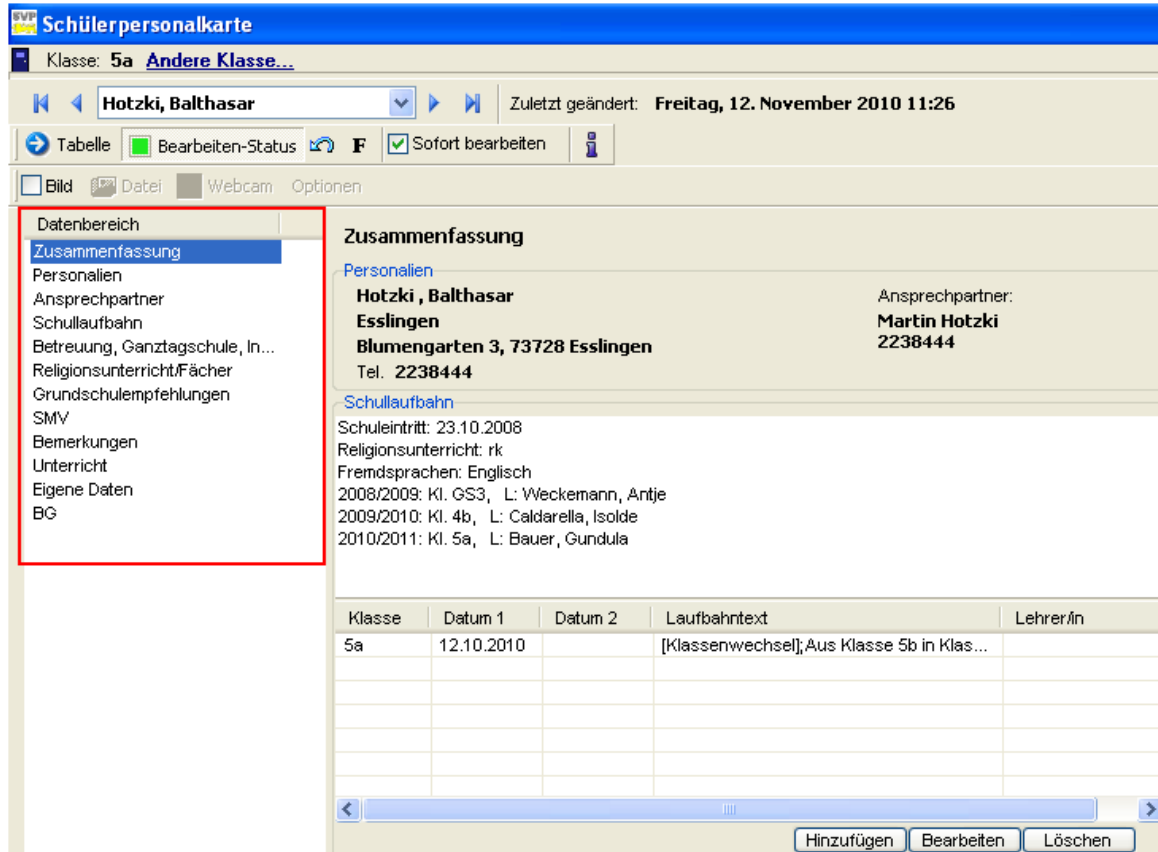 SVP Schülerpersonalkarte
Klasse: 5a Andere Klasse...
Hotzki, Balthasar Zuletzt geändert: Freitag, 12. November 2010 11:26
Tabelle Bearbeiten-Status F Sofort bearbeiten
Bild Datei Webcam Optionen
Datenbereich
Zusammenfassung
Personalien
Ansprechpartner
Schullaufbahn
Betreuung, Ganztagschule, In...
Religionsunterricht/Fächer
Grundschulempfehlungen
SMV
Bemerkungen
Unterricht
Eigene Daten
BG
Zusammenfassung
Personalien
Hotzki , Balthasar
Esslingen
Blumengarten 3, 73728 Esslingen
Tel. 2238444
Ansprechpartner:
Martin Hotzki
2238444
Schullaufbahn
Schuleintritt: 23.10.2008
Religionsunterricht: rk
Fremdsprachen: Englisch
2008/2009: Kl. GS3, L: Weckemann, Antje
2009/2010: Kl. 4b, L: Caldarella, Isolde
2010/2011: Kl. 5a, L: Bauer, Gundula
Klasse Datum 1 Datum 2 Laufbahntext Lehrer/in
5a 12.10.2010 [Klassenwechsel];Aus Klasse 5b in Klas...
Hinzufügen Bearbeiten Löschen